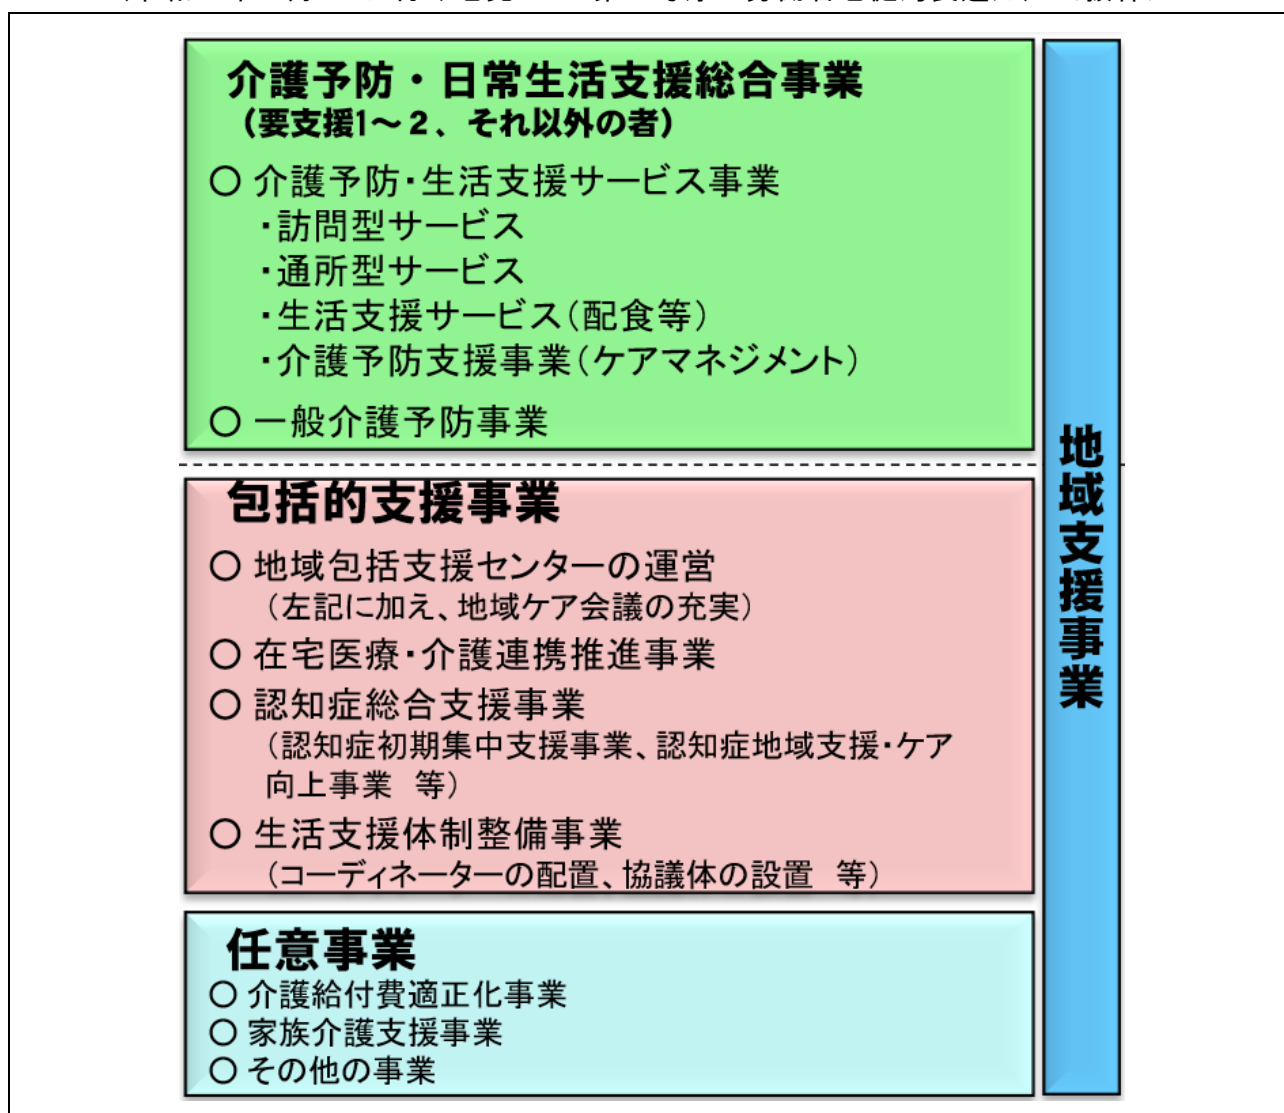 介護予防・日常生活支援総合事業
（要支援1～２、それ以外の者）
○ 介護予防・生活支援サービス事業
・訪問型サービス
・通所型サービス
・生活支援サービス（配食等）
・介護予防支援事業（ケアマネジメント）
○ 一般介護予防事業
包括的支援事業
○ 地域包括支援センターの運営
（左記に加え、地域ケア会議の充実）
○ 在宅医療・介護連携推進事業
○ 認知症総合支援事業
（認知症初期集中支援事業、認知症地域支援・ケア
向上事業　等）
○ 生活支援体制整備事業
（コーディネーターの配置、協議体の設置　等）
任意事業
○ 介護給付費適正化事業
○ 家族介護支援事業
○ その他の事業
地域支援事業